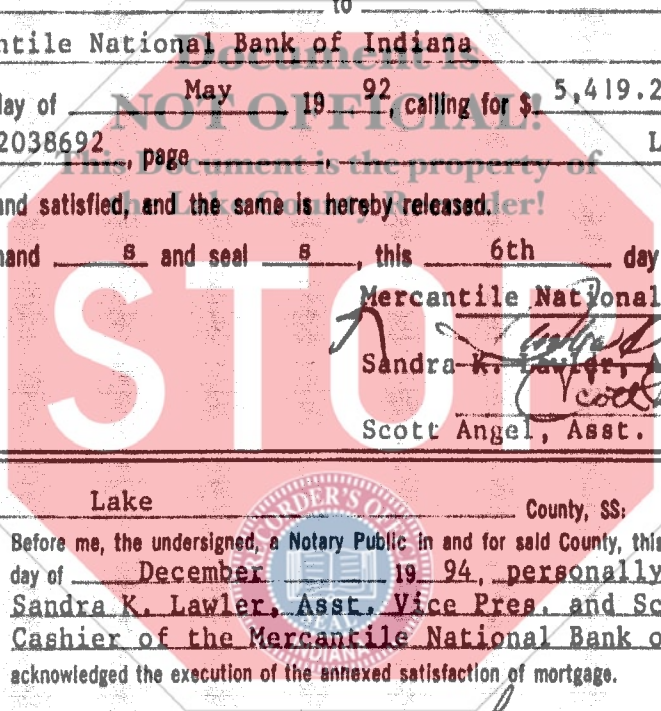 to
ntile National Bank of Indiana
Document is
day of May 19 92, calling for $ 5,419.2
NOT OFFICIAL!
2038692, page , L
This Document is the property of
and satisfied, and the same is hereby released.
the Lake County Recorder!
hand s and seal s, this 6th day
STOP
Mercantile National
Sandra K. Lawler, A
Scott
Scott Angel, Asst.
Lake County, SS:
Before me, the undersigned, a Notary Public in and for said County, this
day of December 19 94, personally
Sandra K. Lawler, Asst. Vice Pres. and Sc
Cashier of the Mercantile National Bank o
acknowledged the execution of the annexed satisfaction of mortgage.
SEAL
INDIANA